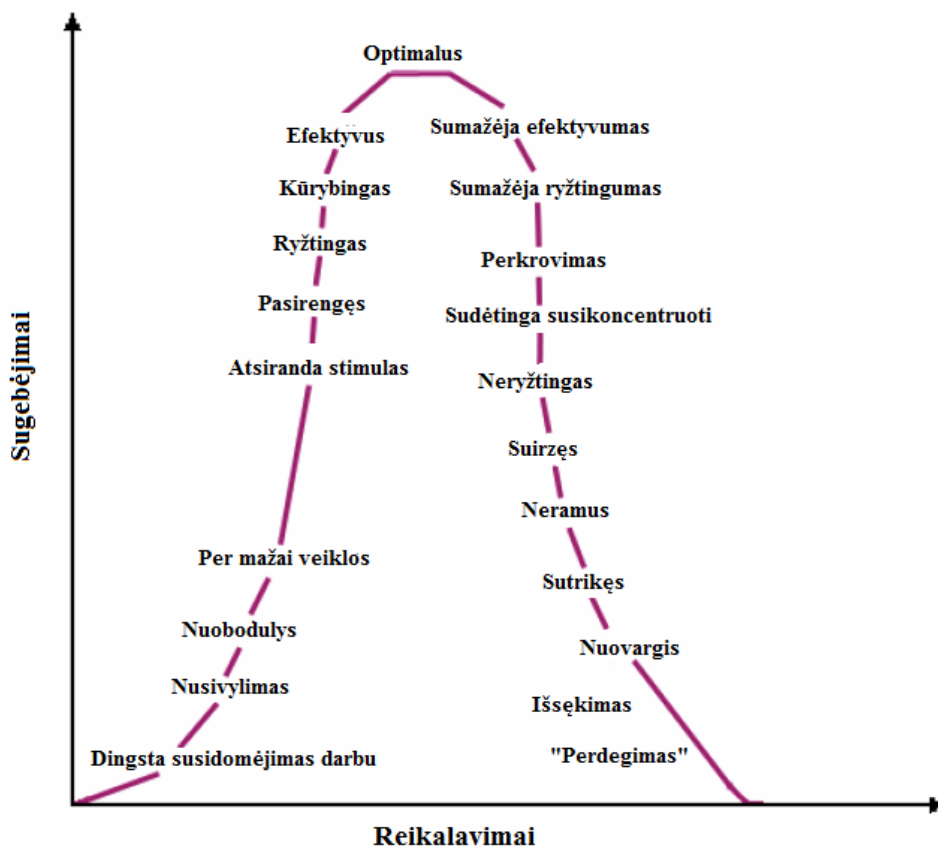 Optimalus
Efektyvus
Sumažėja efektyvumas
Kūrybingas
Sumažėja ryžtingumas
Ryžtingas
Perkrovimas
Pasirengęs
Sudėtinga susikoncentruoti
Atsiranda stimulas
Neryžtingas
Sugebėjimai
Suirzęs
Neramus
Per mažai veiklos
Sutrikęs
Nuobodulys
Nuovargis
Nusivylimas
Išsękimas
Dingsta susidomėjimas darbu
"Perdegimas"
Reikalavimai